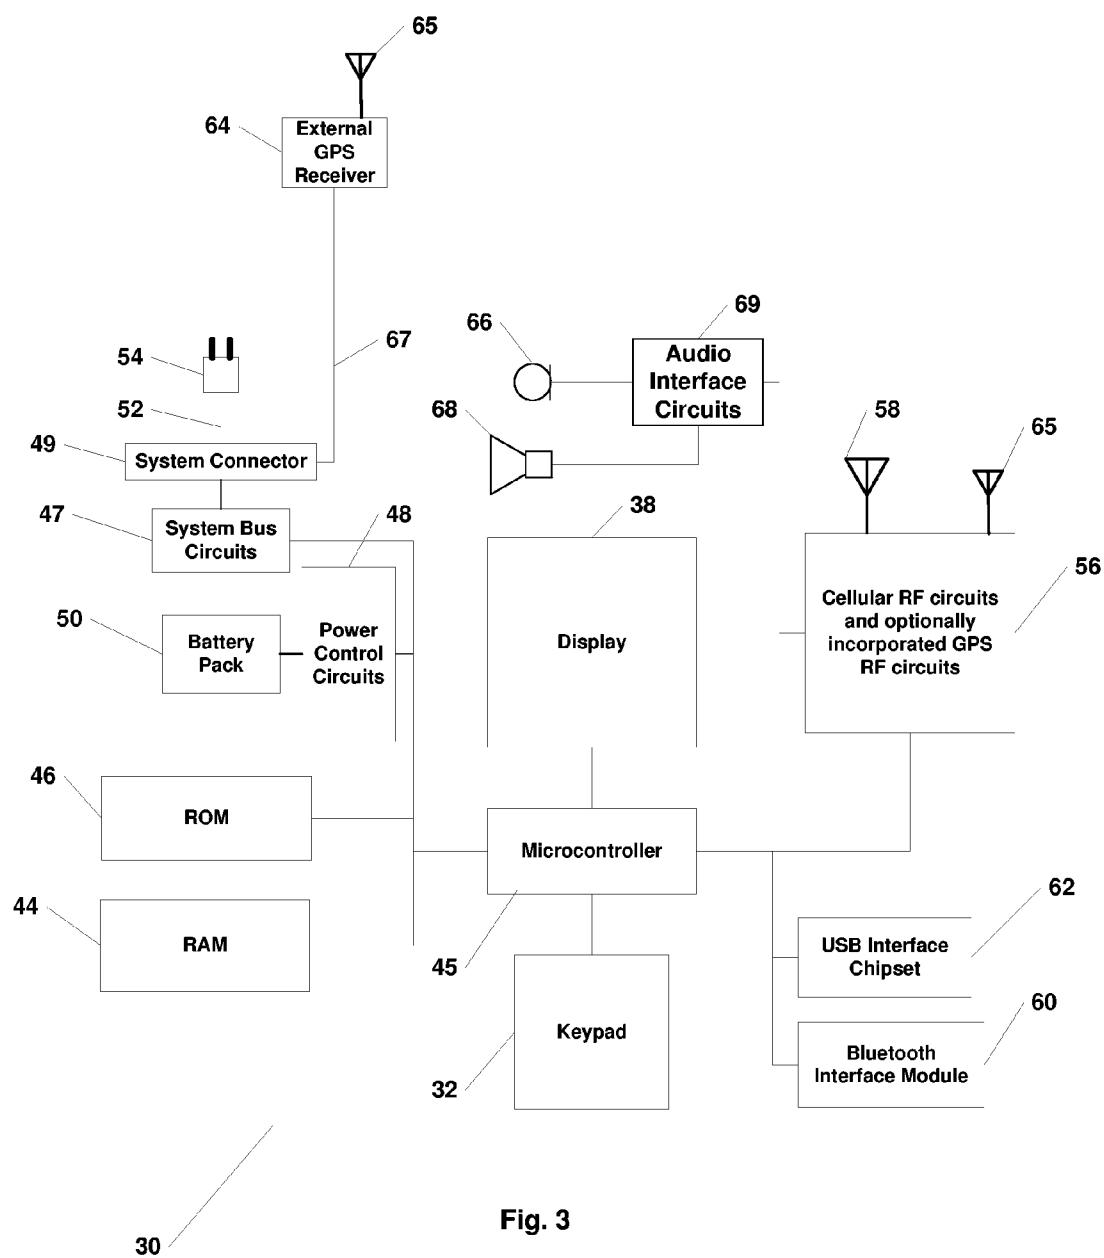 65
64
External
GPS
Receiver
69
66
67
54
Audio
Interface
Circuits
52
68
58
65
49
System Connector
38
47
System Bus
Circuits
48
56
50
Battery
Pack
Power
Control
Circuits
Display
Cellular RF circuits
and optionally
incorporated GPS
RF circuits
46
ROM
Microcontroller
62
44
RAM
USB Interface
Chipset
45
60
Keypad
Bluetooth
Interface Module
32
Fig. 3
30